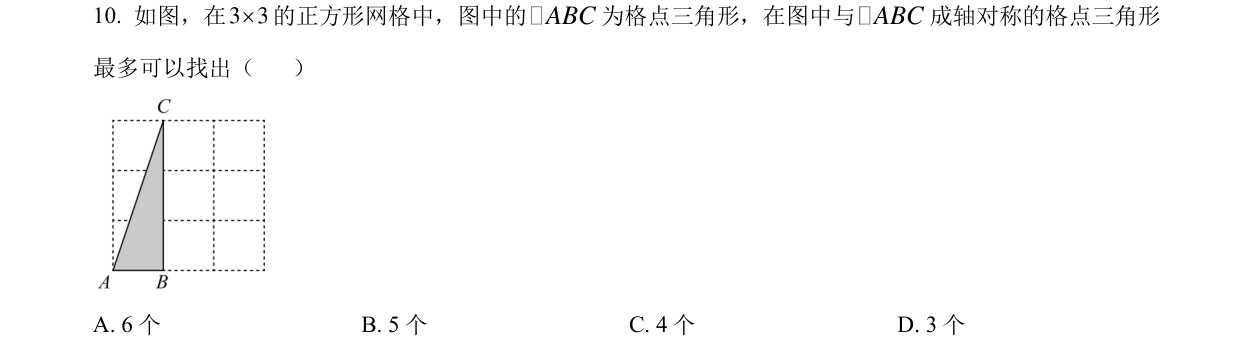 10. 如图，在3×3的正方形网格中，图中的□ABC为格点三角形，在图中与□ABC成轴对称的格点三角形
最多可以找出（　　）
C
A B
A. 6个 B. 5个 C. 4个 D. 3个